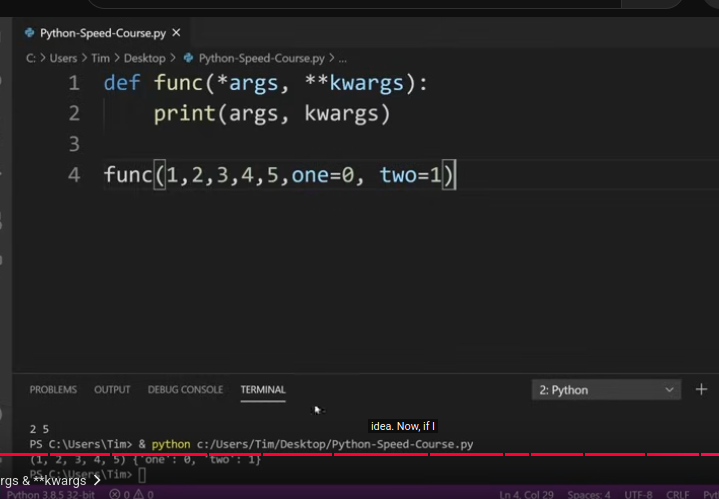 Python-Speed-Course.py ×
C: > Users > Tim > Desktop > Python-Speed-Course.py > ...
1 def func(*args, **kwargs):
2     print(args, kwargs)
3
4 func(1,2,3,4,5,one=0, two=1)
PROBLEMS OUTPUT DEBUG CONSOLE TERMINAL 2: Python
2 5
idea. Now, if I
PS C:\Users\Tim> & python c:/Users/Tim/Desktop/Python-Speed-Course.py
(1, 2, 3, 4, 5) {'one': 0, 'two': 1}
PS C:\Users\Tim>
rgs & **kwargs >
Python 3.8.5 32-bit 0 0 Ln 4, Col 29 Spaces: 4 UTF-8 CRLF Pyt